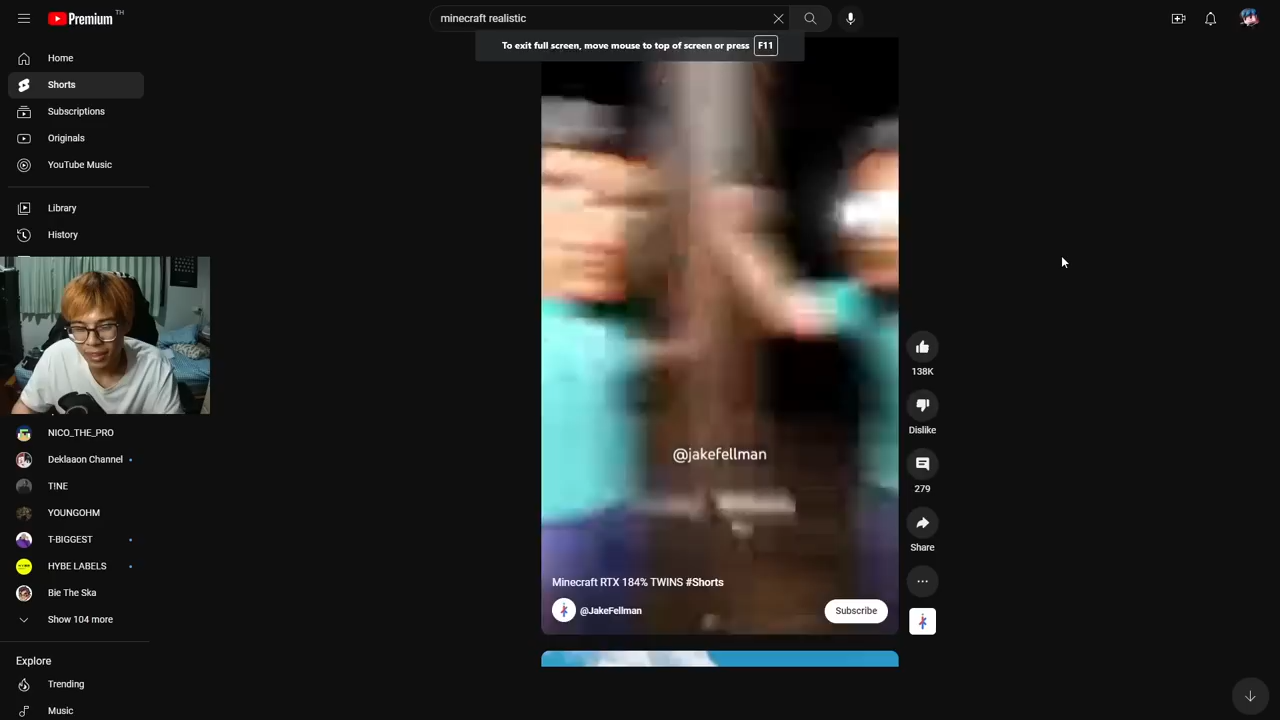 Premium TH
minecraft realistic
To exit full screen, move mouse to top of screen or press F11
Home
Shorts
Subscriptions
Originals
YouTube Music
Library
History
NICO_THE_PRO
Deklaaon Channel
T!NE
YOUNGOHM
T-BIGGEST
HYBE LABELS
Bie The Ska
Show 104 more
Explore
Trending
Music
@jakefellman
Minecraft RTX 184% TWINS #Shorts
@JakeFellman
Subscribe
138K
Dislike
279
Share